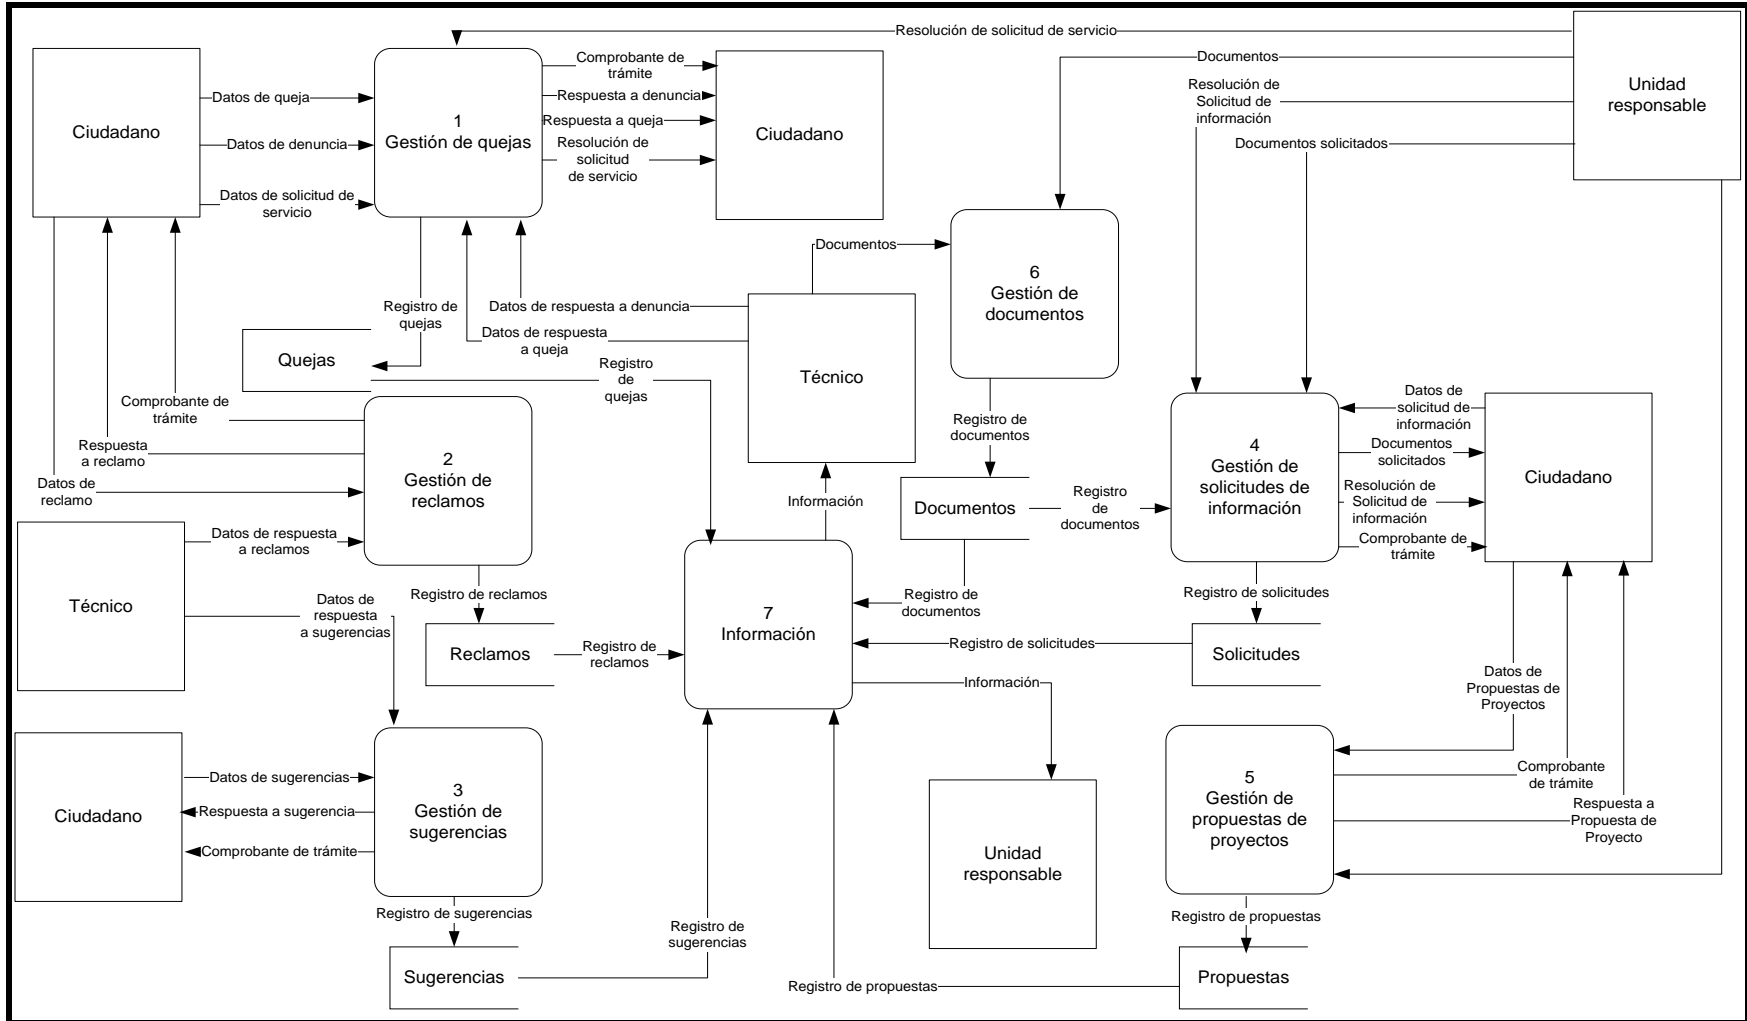 Resolución de solicitud de servicio
Documentos
Resolución de
Solicitud de
información
Documentos solicitados
Unidad
responsable
Ciudadano
Datos de queja
Datos de denuncia
Datos de solicitud de
servicio
1
Gestión de quejas
Comprobante de
trámite
Respuesta a denuncia
Respuesta a queja
Resolución de
solicitud
de servicio
Ciudadano
Documentos
6
Gestión de
documentos
Registro de
quejas
Datos de respuesta a denuncia
Datos de respuesta
a queja
Quejas
Registro
de
quejas
Técnico
Comprobante de
trámite
Respuesta
a reclamo
Datos de
reclamo
2
Gestión de
reclamos
Registro de
documentos
Información
Documentos
Registro
de
documentos
4
Gestión de
solicitudes de
información
Datos de
solicitud de
información
Documentos
solicitados
Resolución de
Solicitud de
información
Comprobante de
trámite
Ciudadano
Datos de respuesta
a reclamos
Técnico
Datos de
respuesta
a sugerencias
Registro de reclamos
Reclamos
Registro de
reclamos
7
Información
Registro de
documentos
Registro de solicitudes
Registro de solicitudes
Solicitudes
Información
Datos de
Propuestas de
Proyectos
Ciudadano
Datos de sugerencias
Respuesta a sugerencia
Comprobante de trámite
3
Gestión de
sugerencias
Unidad
responsable
5
Gestión de
propuestas de
proyectos
Comprobante
de trámite
Respuesta a
Propuesta de
Proyecto
Registro de sugerencias
Sugerencias
Registro de
sugerencias
Registro de propuestas
Registro de propuestas
Propuestas